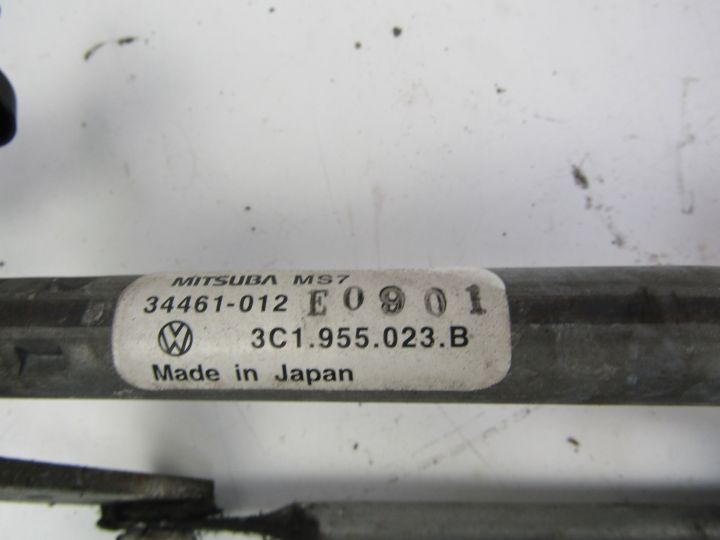 MITSUBA MS7
34461-012 E0901
3C1.955.023.B
Made in Japan